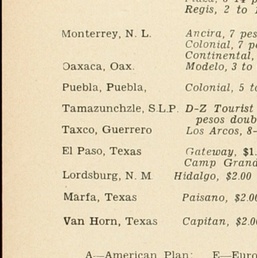 Regis, 2 to
Monterrey, N. L. Ancira, 7 pes
Colonial, 7 p
Continental,
Oaxaca, Oax. Modelo, 3 to
Puebla, Puebla, Colonial, 5 t
Tamazunchzle, S.L.P. D-Z Tourist
pesos doub
Taxco, Guerrero Los Arcos, 8-
El Paso, Texas Gateway, $1.
Camp Grand
Lordsburg, N. M Hidalgo, $2.00
Marfa, Texas Paisano, $2.0
Van Horn, Texas Capitan, $2.0
A—American Plan; E—Euro